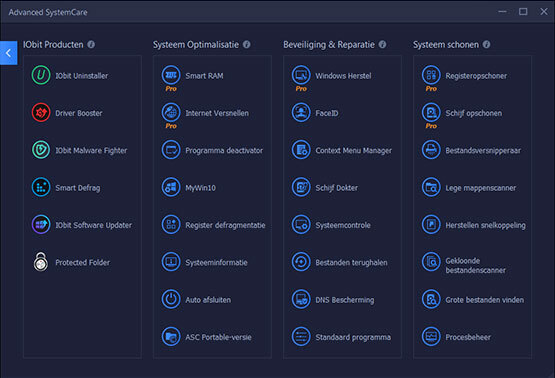 Advanced SystemCare
IObit Producten
IObit Uninstaller
Driver Booster
IObit Malware Fighter
Smart Defrag
IObit Software Updater
Protected Folder
Systeem Optimalisatie
Smart RAM
Pro
Internet Versnellen
Pro
Programma deactivator
MyWin10
Register defragmentatie
Systeeminformatie
Auto afsluiten
ASC Portable-versie
Beveiliging & Reparatie
Windows Herstel
Pro
FaceID
Context Menu Manager
Schijf Dokter
Systeemcontrole
Bestanden terughalen
DNS Bescherming
Standaard programma
Systeem schonen
Registeropschoner
Pro
Schijf opschonen
Pro
Bestandsversnipperaar
Lege mappenscanner
Herstellen snelkoppeling
Gekloonde
bestandenscanner
Grote bestanden vinden
Procesbeheer